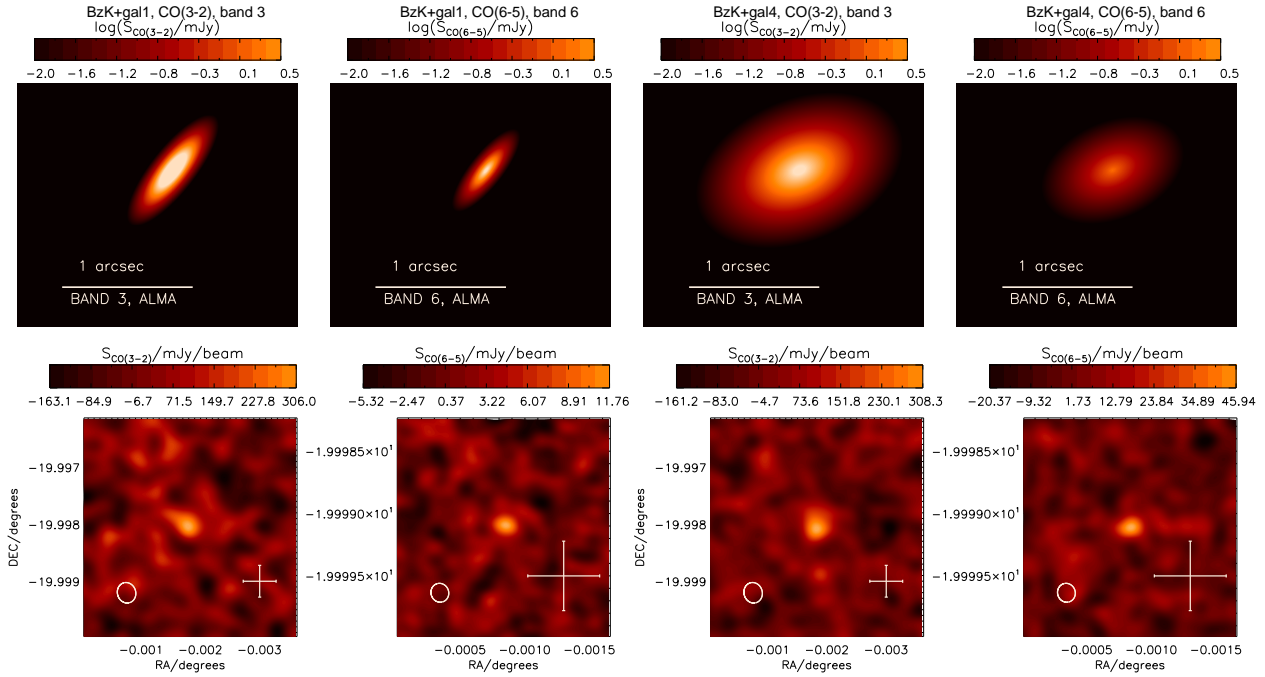 BzK+gal1, CO(3-2), band 3
log(S_CO(3-2)/mJy)
-2.0 -1.6 -1.2 -0.8 -0.3 0.1 0.5
1 arcsec
BAND 3, ALMA
BzK+gal1, CO(6-5), band 6
log(S_CO(6-5)/mJy)
-2.0 -1.6 -1.2 -0.8 -0.3 0.1 0.5
1 arcsec
BAND 6, ALMA
BzK+gal4, CO(3-2), band 3
log(S_CO(3-2)/mJy)
-2.0 -1.6 -1.2 -0.8 -0.3 0.1 0.5
1 arcsec
BAND 3, ALMA
BzK+gal4, CO(6-5), band 6
log(S_CO(6-5)/mJy)
-2.0 -1.6 -1.2 -0.8 -0.3 0.1 0.5
1 arcsec
BAND 6, ALMA
S_CO(3-2)/mJy/beam
-163.1 -84.9 -6.7 71.5 149.7 227.8 306.0
DEC/degrees
-19.997
-19.998
-19.999
-0.001 -0.002 -0.003
RA/degrees
S_CO(6-5)/mJy/beam
-5.32 -2.47 0.37 3.22 6.07 8.91 11.76
-1.99985×10¹
-1.99990×10¹
-1.99995×10¹
-0.0005 -0.0010 -0.0015
RA/degrees
S_CO(3-2)/mJy/beam
-161.2 -83.0 -4.7 73.6 151.8 230.1 308.3
DEC/degrees
-19.997
-19.998
-19.999
-0.001 -0.002 -0.003
RA/degrees
S_CO(6-5)/mJy/beam
-20.37 -9.32 1.73 12.79 23.84 34.89 45.94
-1.99985×10¹
-1.99990×10¹
-1.99995×10¹
-0.0005 -0.0010 -0.0015
RA/degrees